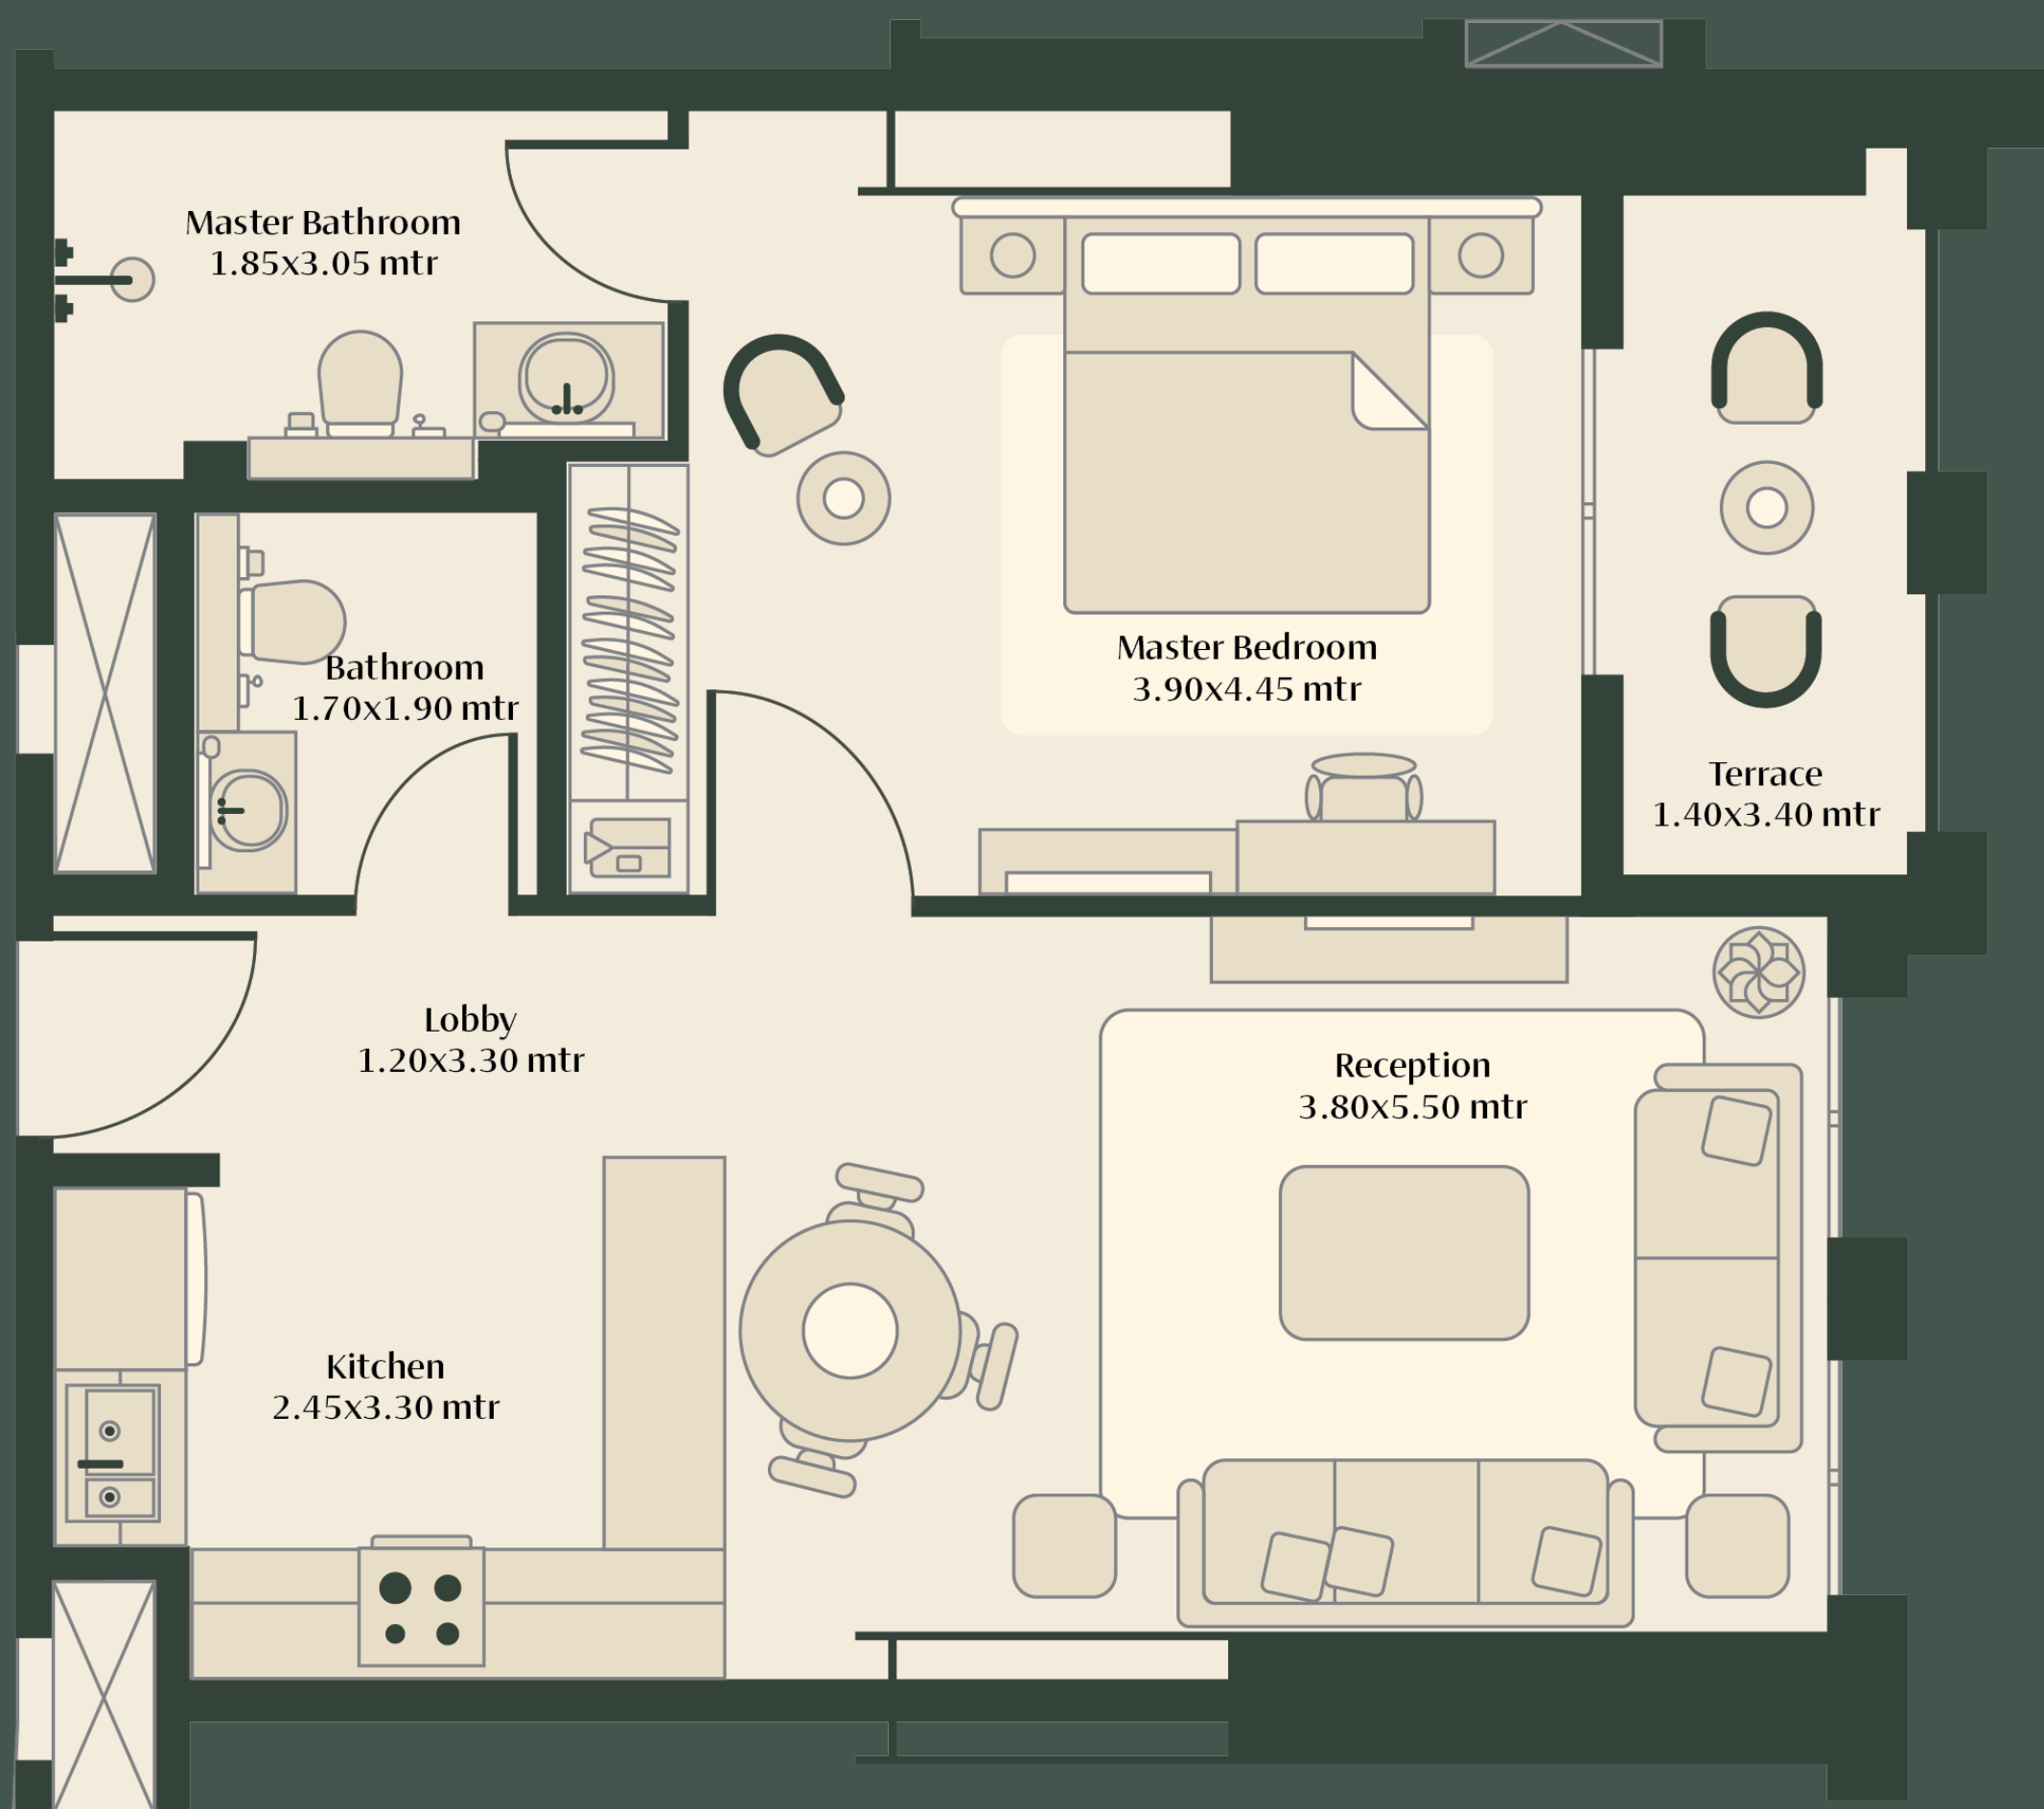 Master Bathroom
1.85x3.05 mtr
Bathroom
1.70x1.90 mtr
Master Bedroom
3.90x4.45 mtr
Terrace
1.40x3.40 mtr
Lobby
1.20x3.30 mtr
Reception
3.80x5.50 mtr
Kitchen
2.45x3.30 mtr